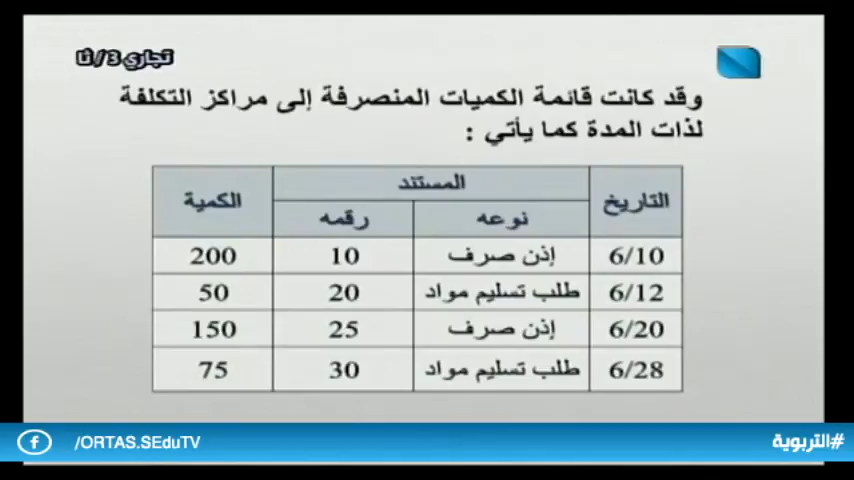 تجاري 3/ثا
وقد كانت قائمة الكميات المنصرفة إلى مراكز التكلفة
لذات المدة كما يأتي :
التاريخ المستند الكمية
نوعه رقمه
6/10 إذن صرف 10 200
6/12 طلب تسليم مواد 20 50
6/20 إذن صرف 25 150
6/28 طلب تسليم مواد 30 75
/ORTAS.SEduTV #التربوية